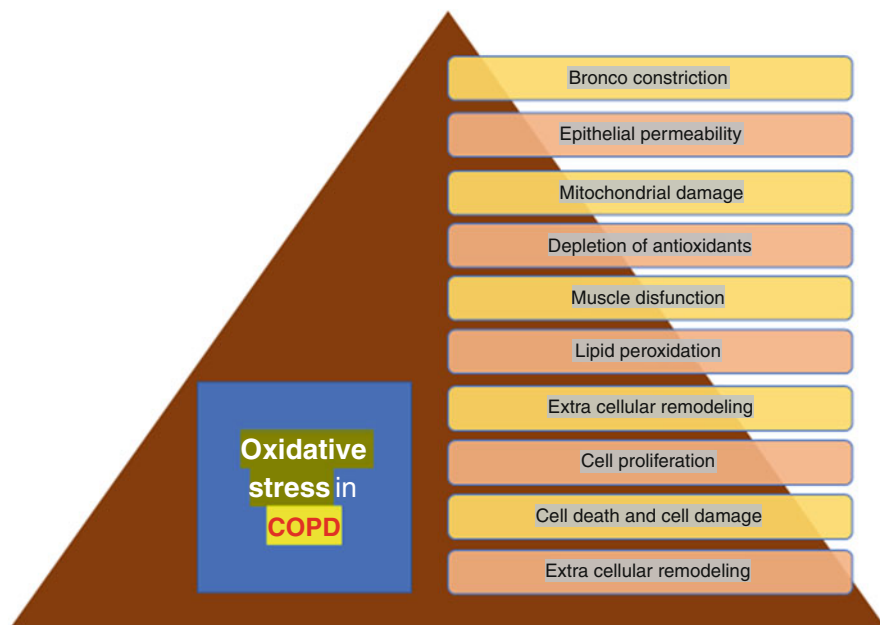 Bronco constriction
Epithelial permeability
Mitochondrial damage
Depletion of antioxidants
Muscle disfunction
Lipid peroxidation
Extra cellular remodeling
Cell proliferation
Cell death and cell damage
Extra cellular remodeling
Oxidative
stress in
COPD